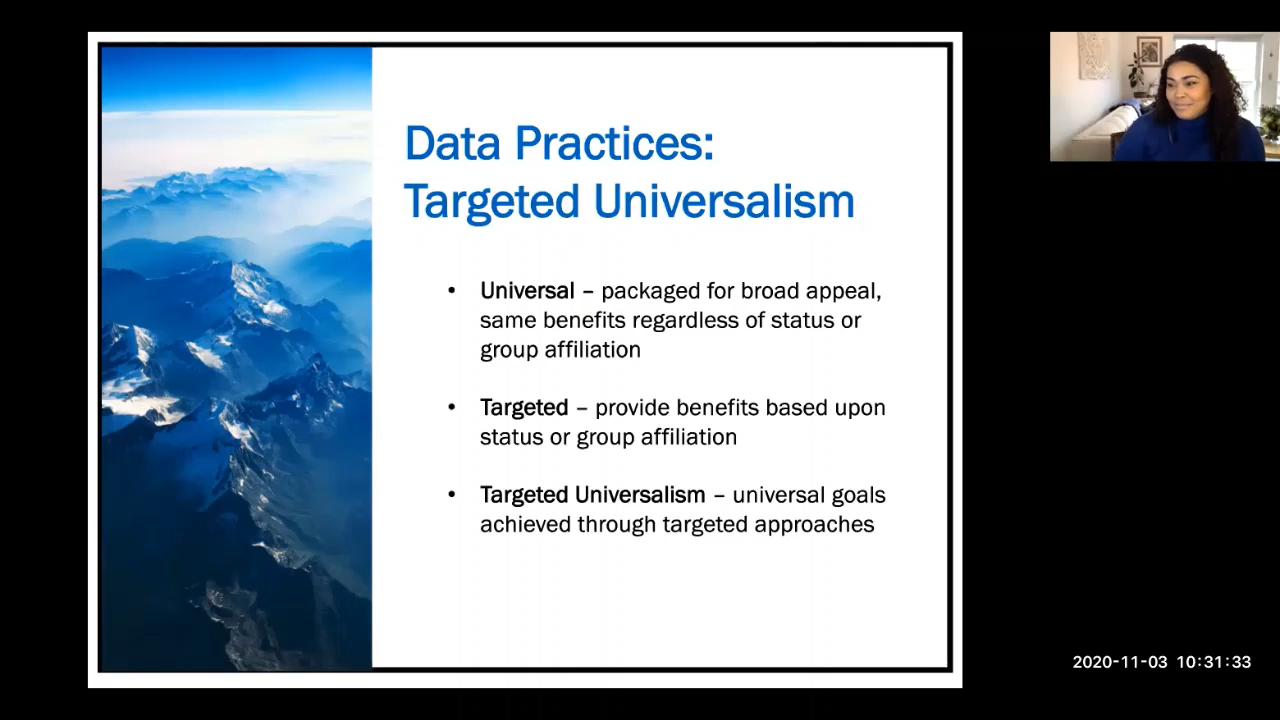 Data Practices:
Targeted Universalism
• Universal – packaged for broad appeal,
same benefits regardless of status or
group affiliation
• Targeted – provide benefits based upon
status or group affiliation
• Targeted Universalism – universal goals
achieved through targeted approaches
2020-11-03 10:31:33